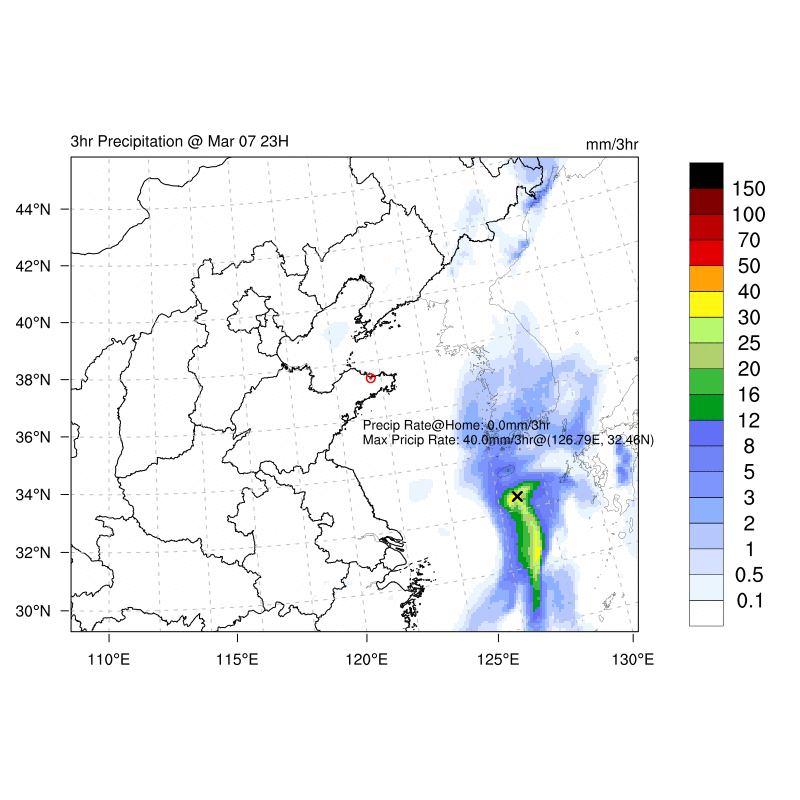 3hr Precipitation @ Mar 07 23H
mm/3hr
44°N
42°N
40°N
38°N
36°N
34°N
32°N
30°N
110°E
115°E
120°E
125°E
130°E
Precip Rate@Home: 0.0mm/3hr
Max Pricip Rate: 40.0mm/3hr@(126.79E, 32.46N)
150
100
70
50
40
30
25
20
16
12
8
5
3
2
1
0.5
0.1